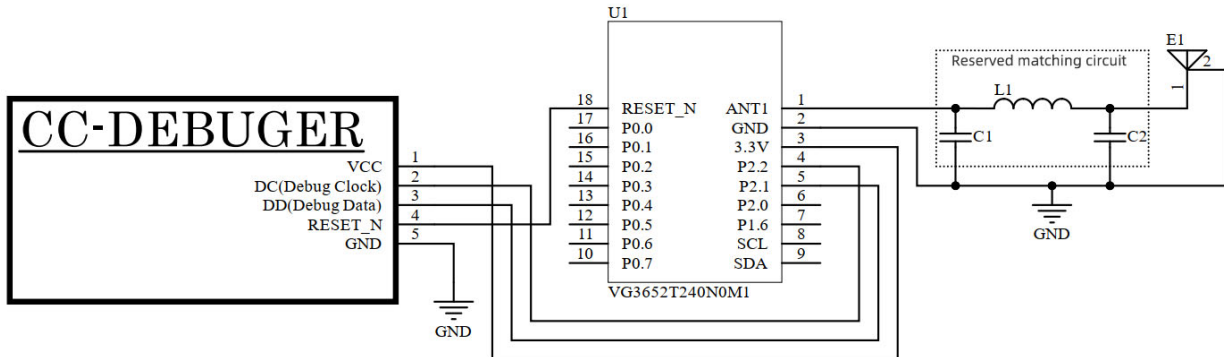 U1
E1
Reserved matching circuit
2
1
L1
C1
C2
GND
CC-DEBUGER
VCC 1
DC(Debug Clock) 2
DD(Debug Data) 3
RESET_N 4
GND 5
GND
18 RESET_N ANT1 1
17 P0.0 GND 2
16 P0.1 3.3V 3
15 P0.2 P2.2 4
14 P0.3 P2.1 5
13 P0.4 P2.0 6
12 P0.5 P1.6 7
11 P0.6 SCL 8
10 P0.7 SDA 9
VG3652T240N0M1